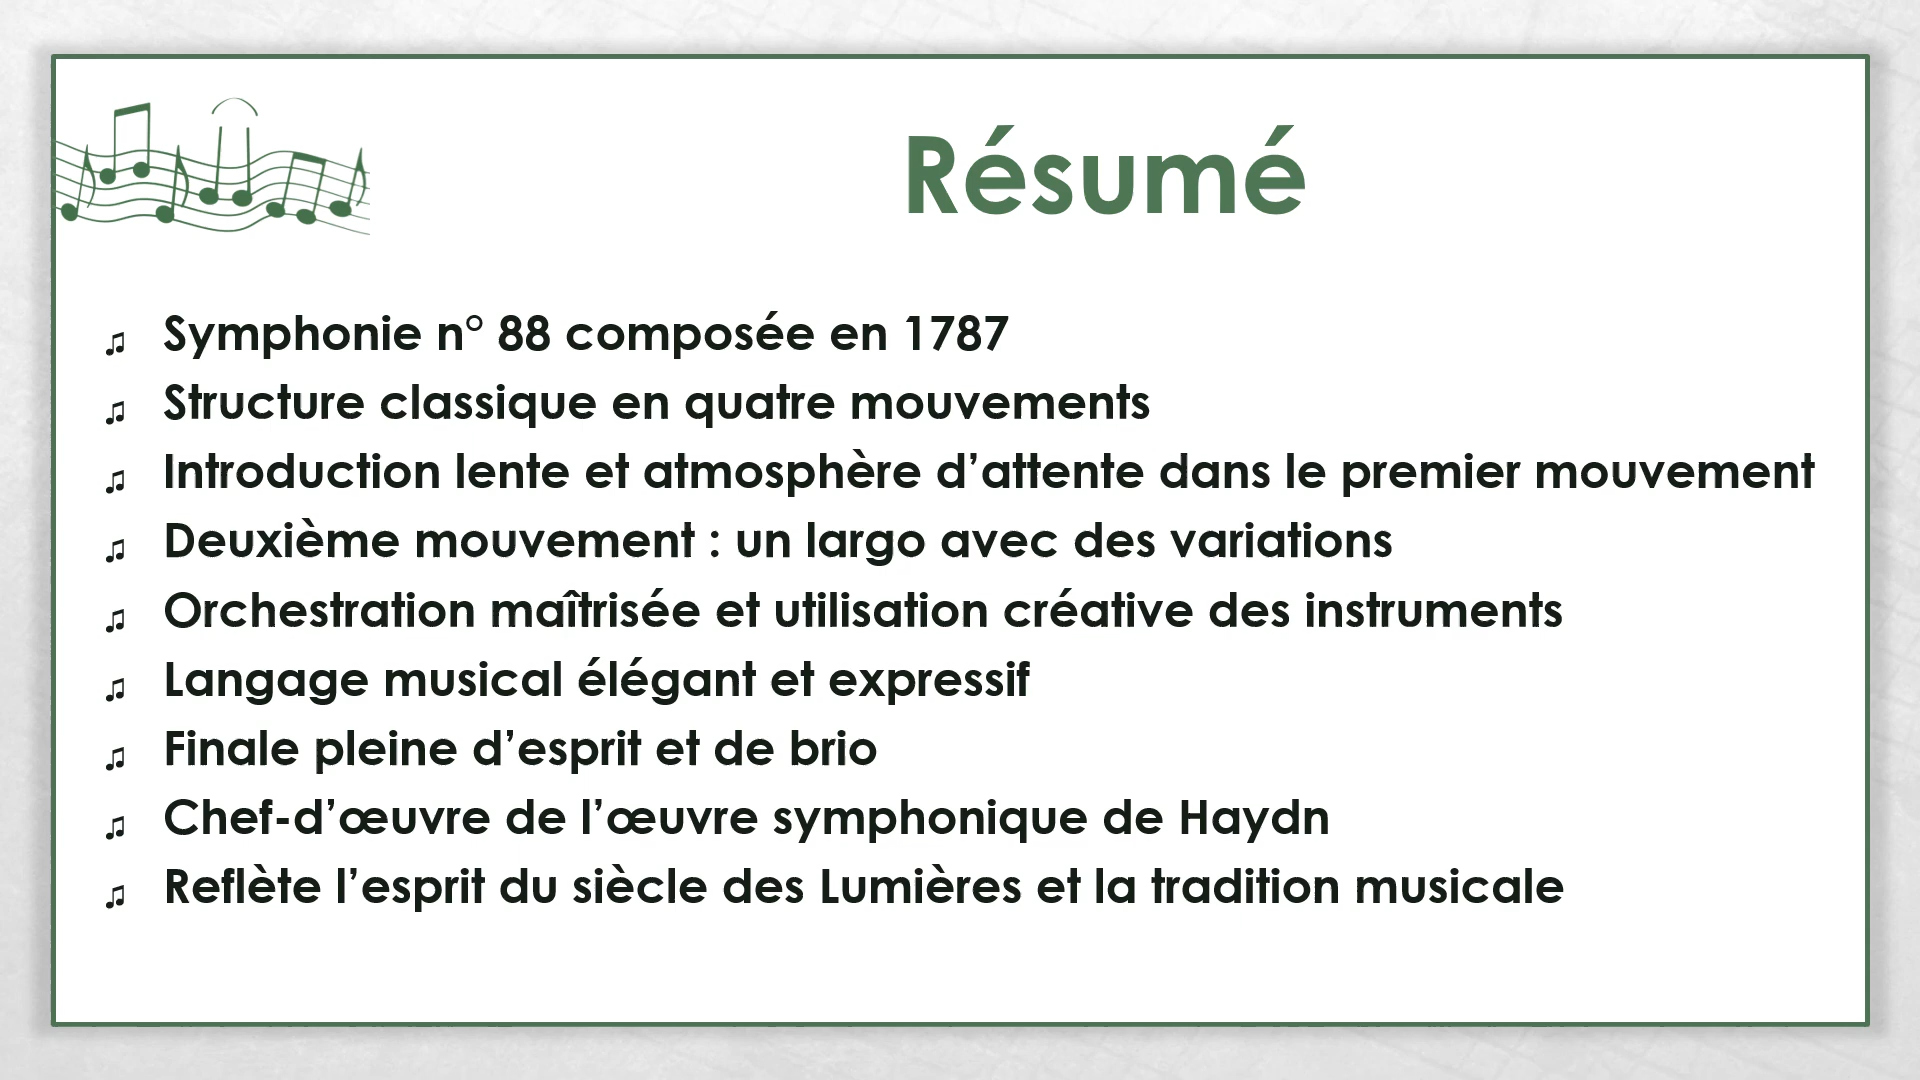 Résumé
♫ Symphonie n° 88 composée en 1787
♫ Structure classique en quatre mouvements
♫ Introduction lente et atmosphère d’attente dans le premier mouvement
♫ Deuxième mouvement : un largo avec des variations
♫ Orchestration maîtrisée et utilisation créative des instruments
♫ Langage musical élégant et expressif
♫ Finale pleine d’esprit et de brio
♫ Chef-d’œuvre de l’œuvre symphonique de Haydn
♫ Reflète l’esprit du siècle des Lumières et la tradition musicale